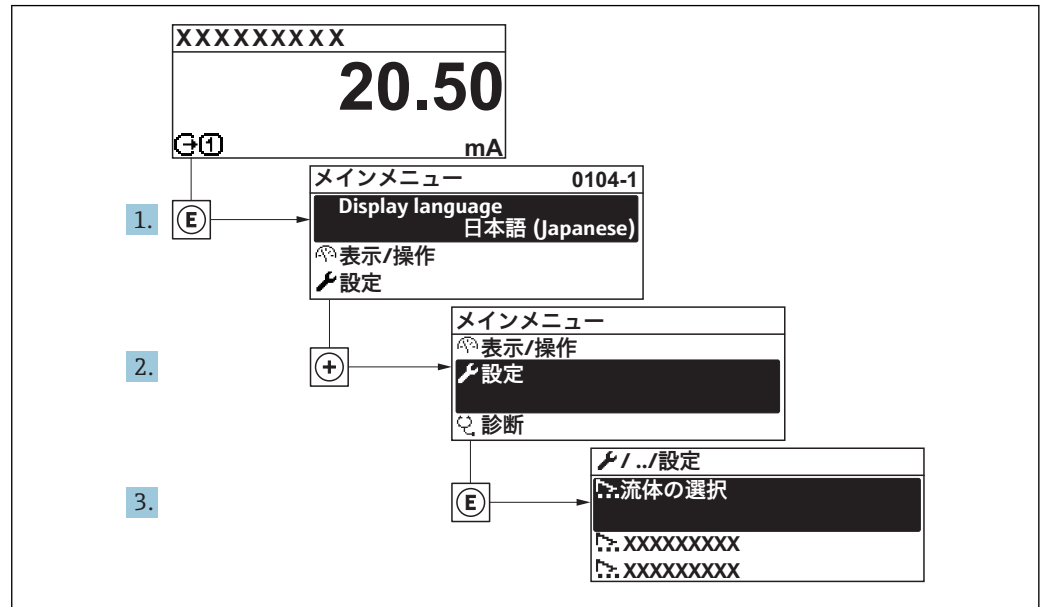 XXXXXXXXX
20.50
mA
1.
E
メインメニュー 0104-1
Display language
日本語 (Japanese)
表示/操作
設定
2.
+
メインメニュー
表示/操作
設定
診断
3.
E
/ ../設定
流体の選択
XXXXXXXXX
XXXXXXXXX